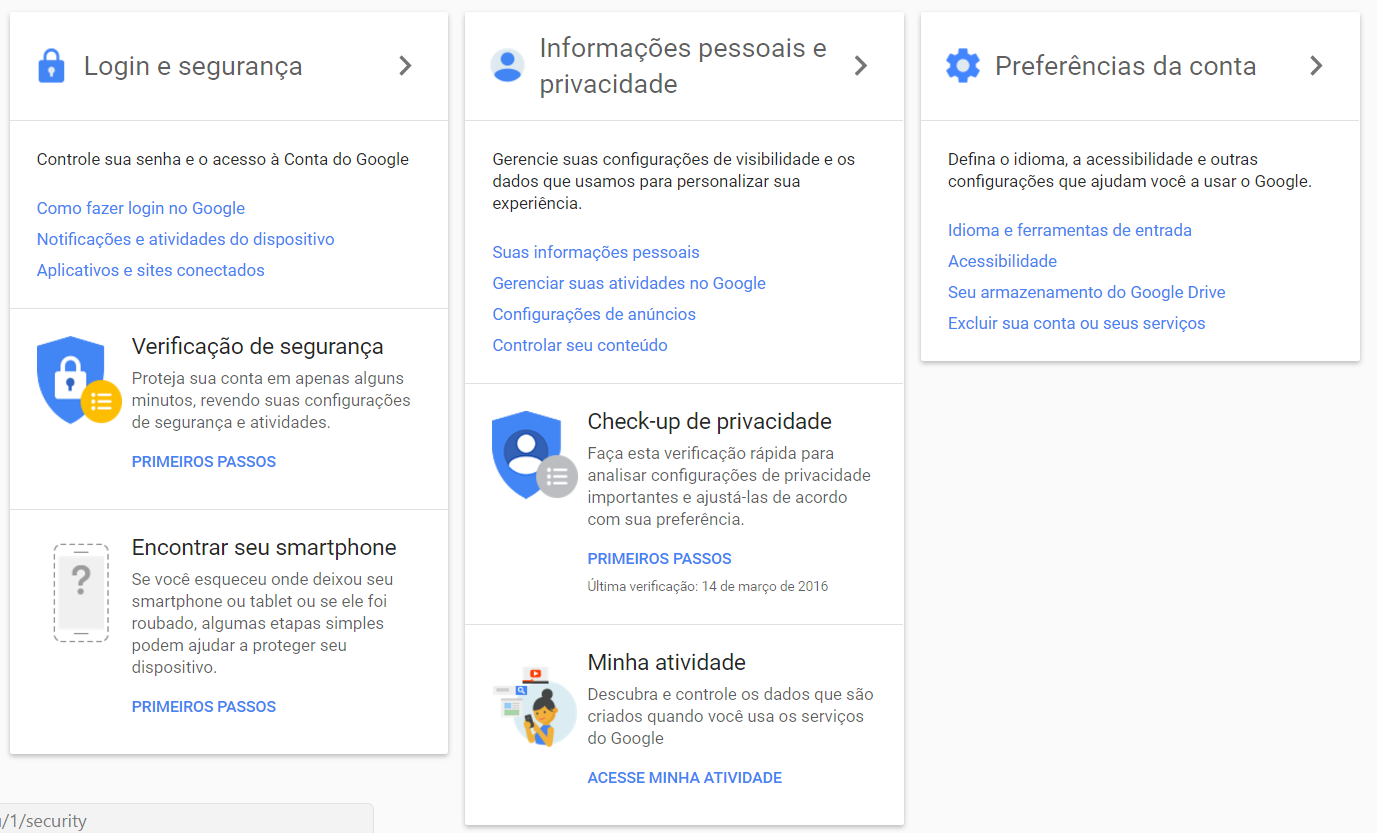 Login e segurança
Controle sua senha e o acesso à Conta do Google
Como fazer login no Google
Notificações e atividades do dispositivo
Aplicativos e sites conectados
Verificação de segurança
Proteja sua conta em apenas alguns
minutos, revendo suas configurações
de segurança e atividades.
PRIMEIROS PASSOS
Encontrar seu smartphone
Se você esqueceu onde deixou seu
smartphone ou tablet ou se ele foi
roubado, algumas etapas simples
podem ajudar a proteger seu
dispositivo.
PRIMEIROS PASSOS
Informações pessoais e
privacidade
Gerencie suas configurações de visibilidade e os
dados que usamos para personalizar sua
experiência.
Suas informações pessoais
Gerenciar suas atividades no Google
Configurações de anúncios
Controlar seu conteúdo
Check-up de privacidade
Faça esta verificação rápida para
analisar configurações de privacidade
importantes e ajustá-las de acordo
com sua preferência.
PRIMEIROS PASSOS
Última verificação: 14 de março de 2016
Minha atividade
Descubra e controle os dados que são
criados quando você usa os serviços
do Google
ACESSE MINHA ATIVIDADE
Preferências da conta
Defina o idioma, a acessibilidade e outras
configurações que ajudam você a usar o Google.
Idioma e ferramentas de entrada
Acessibilidade
Seu armazenamento do Google Drive
Excluir sua conta ou seus serviços
/1/security